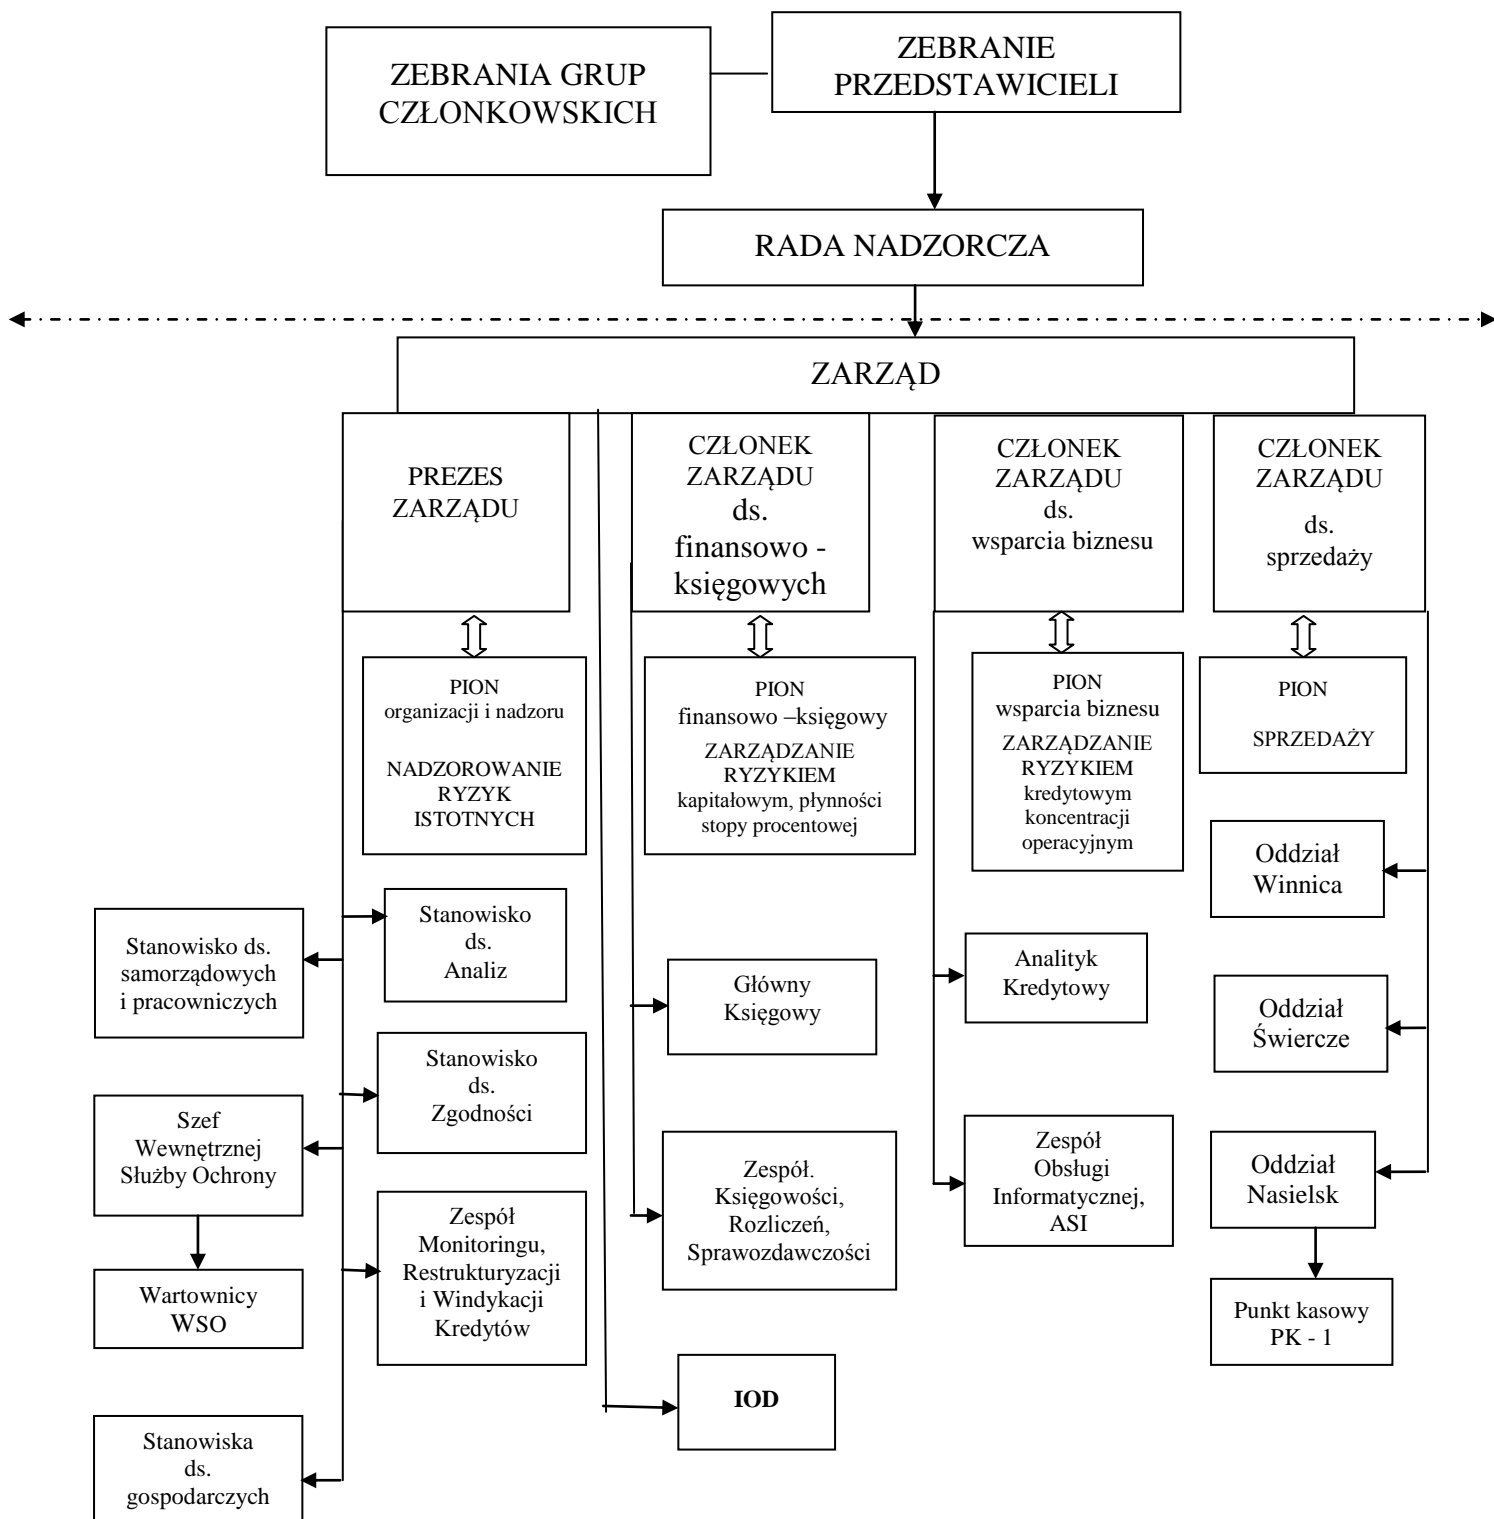 ZEBRANIA GRUP
CZŁONKOWSKICH
ZEBRANIE
PRZEDSTAWICIELI
RADA NADZORCZA
ZARZĄD
PREZES
ZARZĄDU
CZŁONEK
ZARZĄDU
ds.
finansowo -
księgowych
CZŁONEK
ZARZĄDU
ds.
wsparcia biznesu
CZŁONEK
ZARZĄDU
ds.
sprzedaży
PION
organizacji i nadzoru
NADZOROWANIE
RYZYK
ISTOTNYCH
PION
finansowo –księgowy
ZARZĄDZANIE
RYZYKIEM
kapitałowym, płynności
stopy procentowej
PION
wsparcia biznesu
ZARZĄDZANIE
RYZYKIEM
kredytowym
koncentracji
operacyjnym
PION
SPRZEDAŻY
Stanowisko ds.
samorządowych
i pracowniczych
Stanowisko
ds.
Analiz
Główny
Księgowy
Analityk
Kredytowy
Oddział
Winnica
Oddział
Świercze
Szef
Wewnętrznej
Służby Ochrony
Stanowisko
ds.
Zgodności
Zespół.
Księgowości,
Rozliczeń,
Sprawozdawczości
Zespół
Obsługi
Informatycznej,
ASI
Oddział
Nasielsk
Wartownicy
WSO
Zespół
Monitoringu,
Restrukturyzacji
i Windykacji
Kredytów
Punkt kasowy
PK - 1
IOD
Stanowiska
ds.
gospodarczych